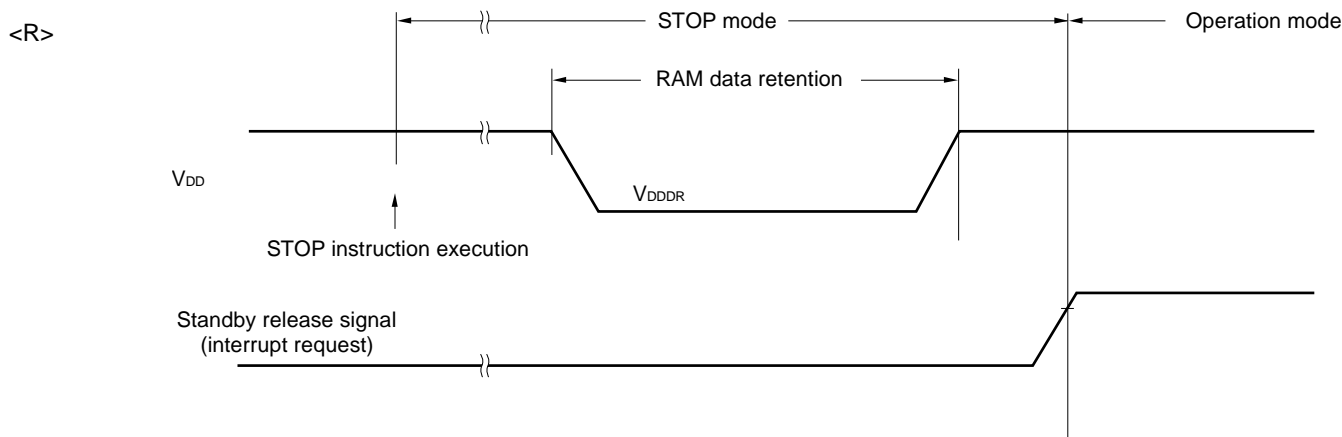 <R>
STOP mode
Operation mode
RAM data retention
VDD
VDDDR
STOP instruction execution
Standby release signal
(interrupt request)